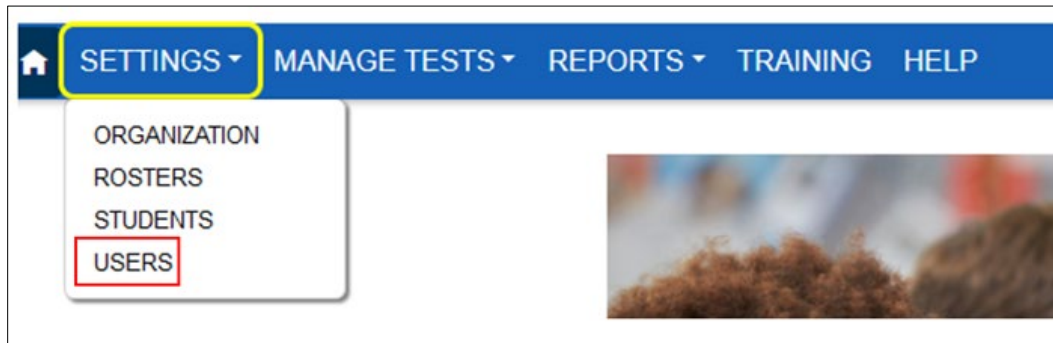 SETTINGS MANAGE TESTS REPORTS TRAINING HELP
ORGANIZATION
ROSTERS
STUDENTS
USERS